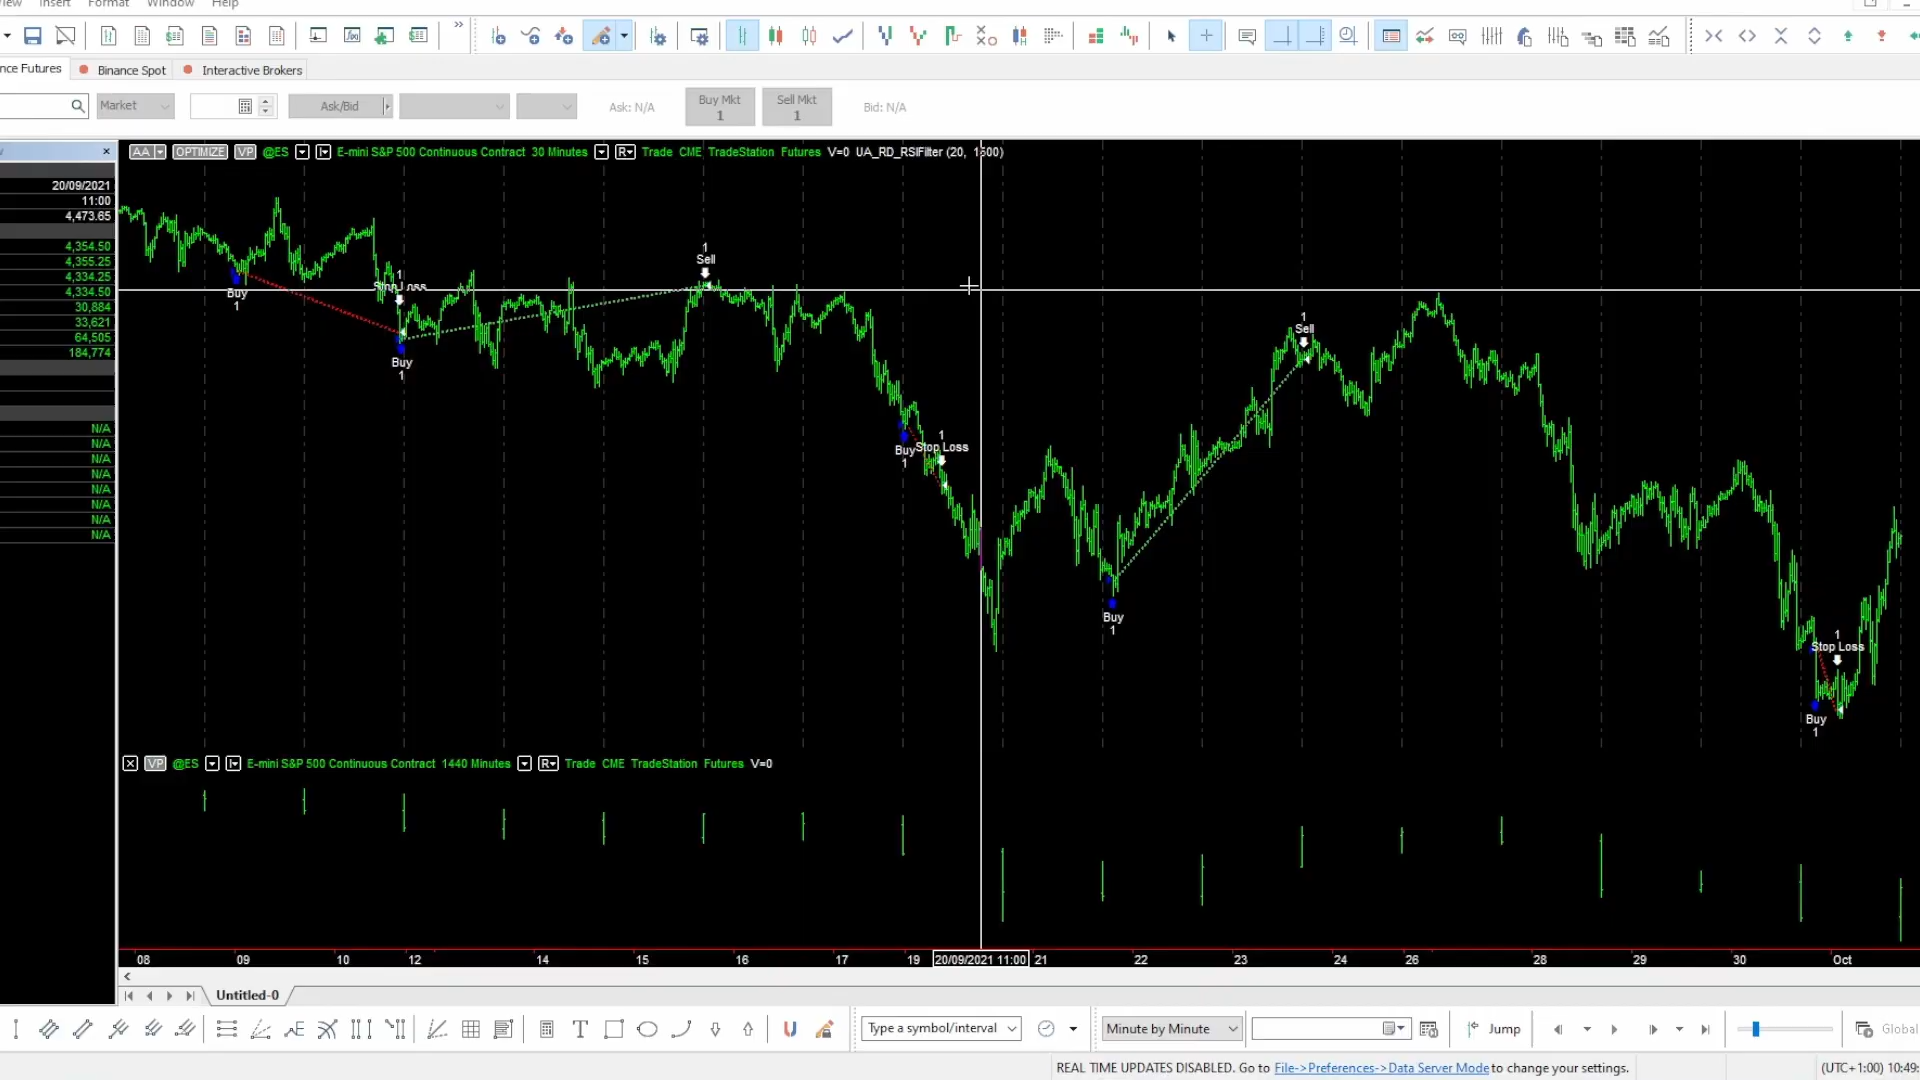 View Insert Format Window Help
nce Futures Binance Spot Interactive Brokers
Market Ask/Bid Ask: N/A Buy Mkt 1 Sell Mkt 1 Bid: N/A
AA OPTIMIZE VP @ES E-mini S&P 500 Continuous Contract 30 Minutes R Trade CME TradeStation Futures V=0 UA_RD_RSIFilter (20, 1500)
20/09/2021
11:00
4,473.65
4,354.50
4,355.25
4,334.25
4,334.50
30,884
33,621
64,505
184,774
N/A
N/A
N/A
N/A
N/A
N/A
N/A
N/A
Buy
1
1
Stop Loss
Buy
1
1
Sell
Buy
1
1
Stop Loss
Buy
1
1
Sell
1
Stop Loss
Buy
1
VP @ES E-mini S&P 500 Continuous Contract 1440 Minutes R Trade CME TradeStation Futures V=0
08 09 10 12 14 15 16 17 19 20/09/2021 11:00 21 22 23 24 26 28 29 30 Oct
Untitled-0
Type a symbol/interval Minute by Minute Jump Global
REAL TIME UPDATES DISABLED. Go to File->Preferences->Data Server Mode to change your settings. (UTC+1:00) 10:49: